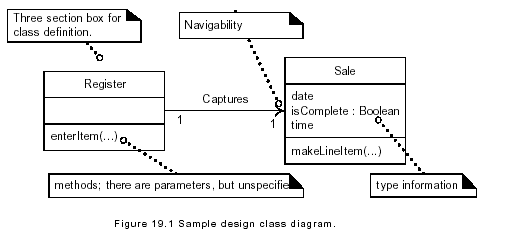 Three section box for
class definition.
Navigability
Register
Sale
Captures
1
1
date
isComplete : Boolean
time
enterItem(...)
makeLineItem(...)
methods; there are parameters, but unspecifie
type information
Figure 19.1 Sample design class diagram.